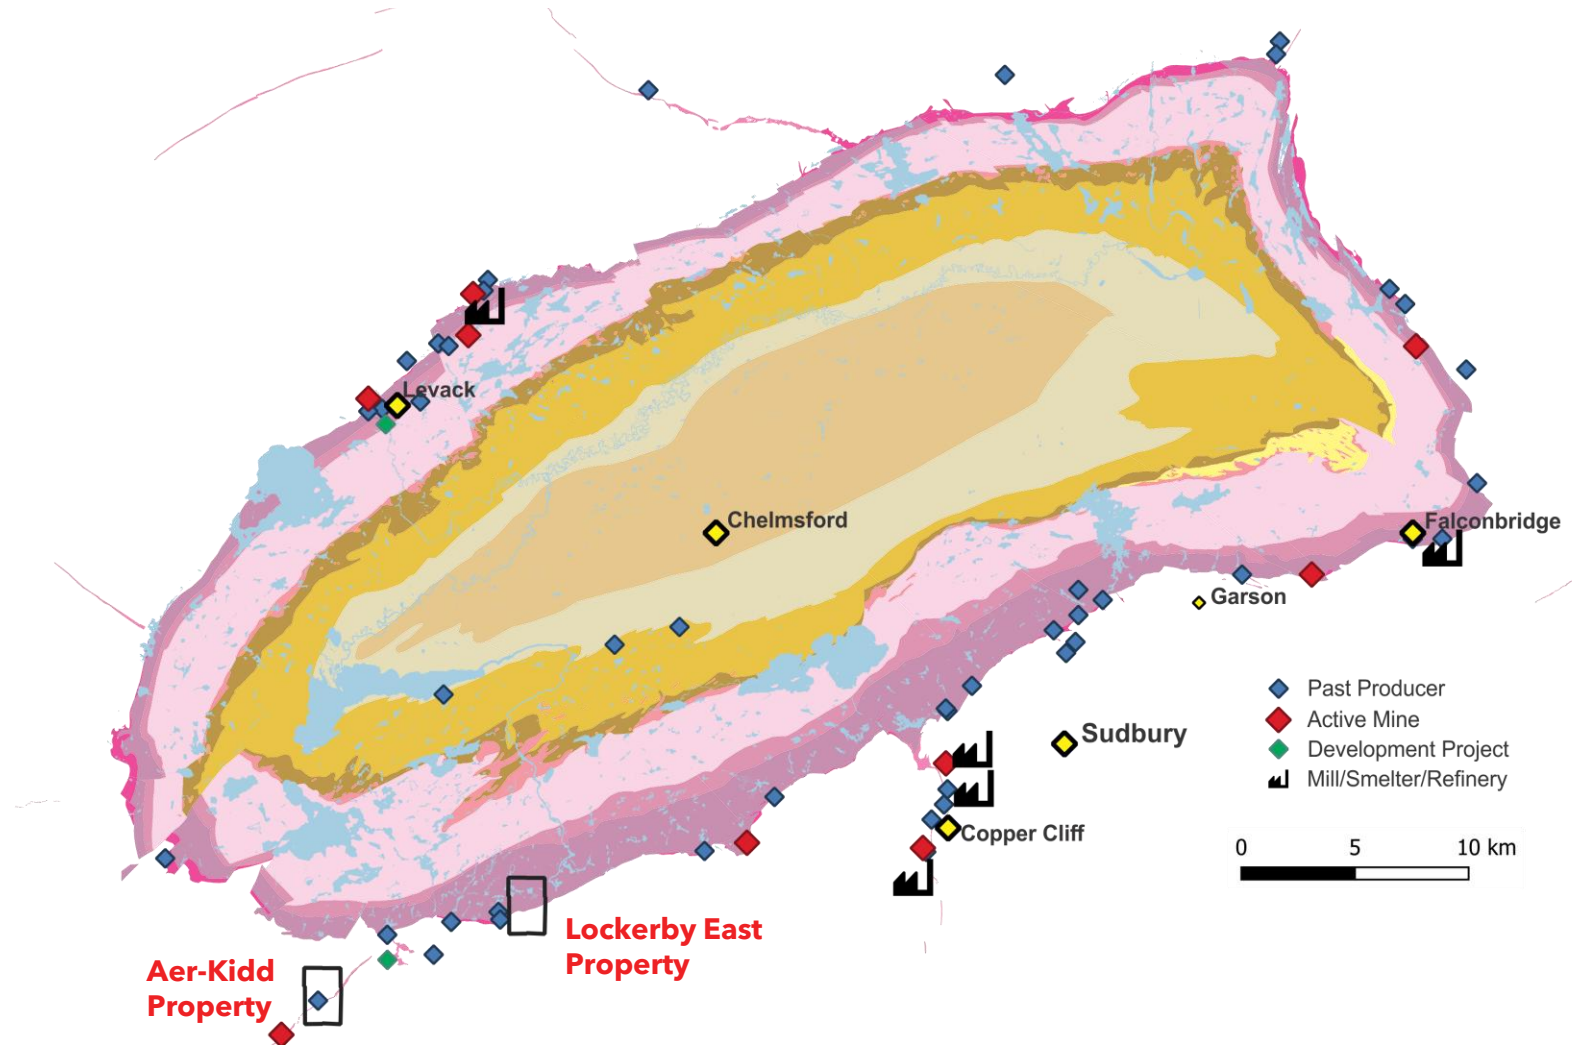 Levack
Chelmsford
Falconbridge
Garson
Past Producer
Active Mine
Sudbury
Development Project
Mill/Smelter/Refinery
Copper Cliff
0 5 10 km
Lockerby East
Property
Aer-Kidd
Property